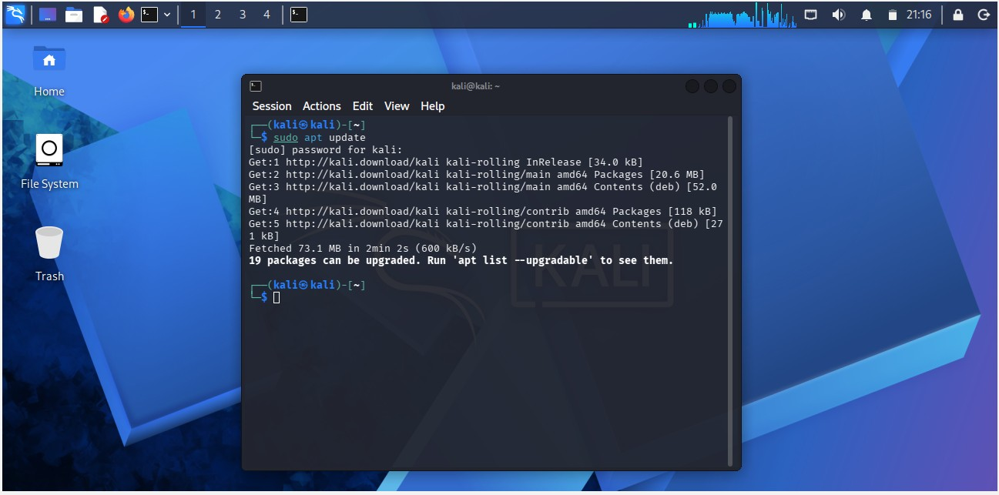 1 2 3 4
21:16
Home
File System
Trash
kali@kali: ~
Session Actions Edit View Help
┌──(kali㉿kali)-[~]
└─$ sudo apt update
[sudo] password for kali:
Get:1 http://kali.download/kali kali-rolling InRelease [34.0 kB]
Get:2 http://kali.download/kali kali-rolling/main amd64 Packages [20.6 MB]
Get:3 http://kali.download/kali kali-rolling/main amd64 Contents (deb) [52.0
MB]
Get:4 http://kali.download/kali kali-rolling/contrib amd64 Packages [118 kB]
Get:5 http://kali.download/kali kali-rolling/contrib amd64 Contents (deb) [27
1 kB]
Fetched 73.1 MB in 2min 2s (600 kB/s)
19 packages can be upgraded. Run 'apt list --upgradable' to see them.
┌──(kali㉿kali)-[~]
└─$
KALI